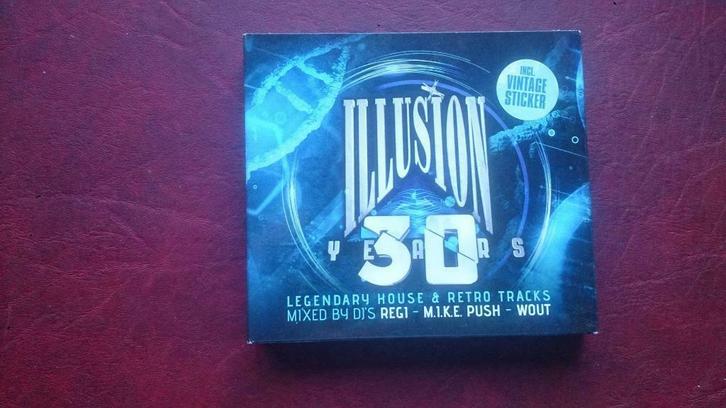 INCL.
VINTAGE
STICKER
ILLUSION
30
YEARS
LEGENDARY HOUSE & RETRO TRACKS
MIXED BY DJ'S REGI - M.I.K.E. PUSH - WOUT